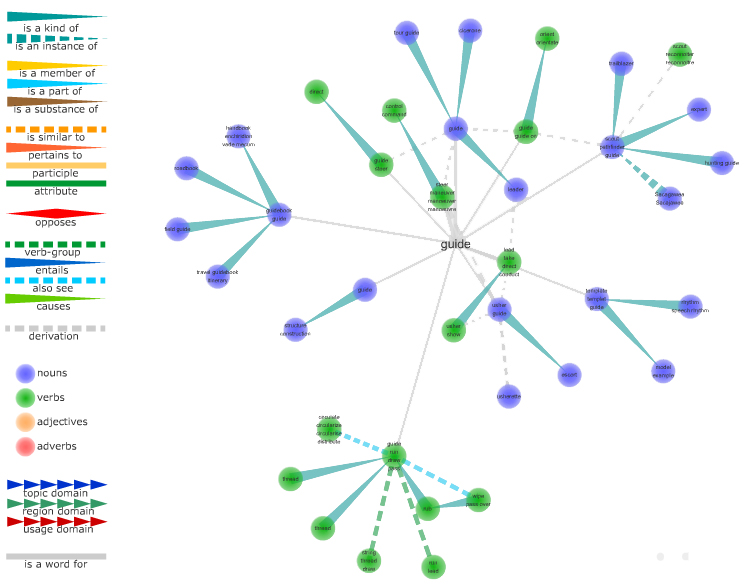 is a kind of
is an instance of
is a member of
is a part of
is a substance of
is similar to
pertains to
participle
attribute
opposes
verb-group
entails
also see
causes
derivation
nouns
verbs
adjectives
adverbs
topic domain
region domain
usage domain
is a word for
tour guide
cicerone
orient
orientate
scout
reconnoiter
reconnoitre
trailblazer
direct
control
command
expert
guide
guide
guide on
scout
pathfinder
guide
hunting guide
handbook
enchiridion
vade mecum
roadbook
guide
steer
steer
maneuver
manoeuver
manoeuvre
leader
Sacagawea
Sacajawea
guidebook
guide
field guide
guide
lead
take
direct
conduct
travel guidebook
itinerary
guide
template
templet
guide
rhythm
speech rhythm
usher
guide
structure
construction
usher
show
escort
model
example
usherette
circulate
circularize
circularise
distribute
guide
run
draw
pass
thread
wipe
pass over
rub
thread
string
thread
draw
run
lead